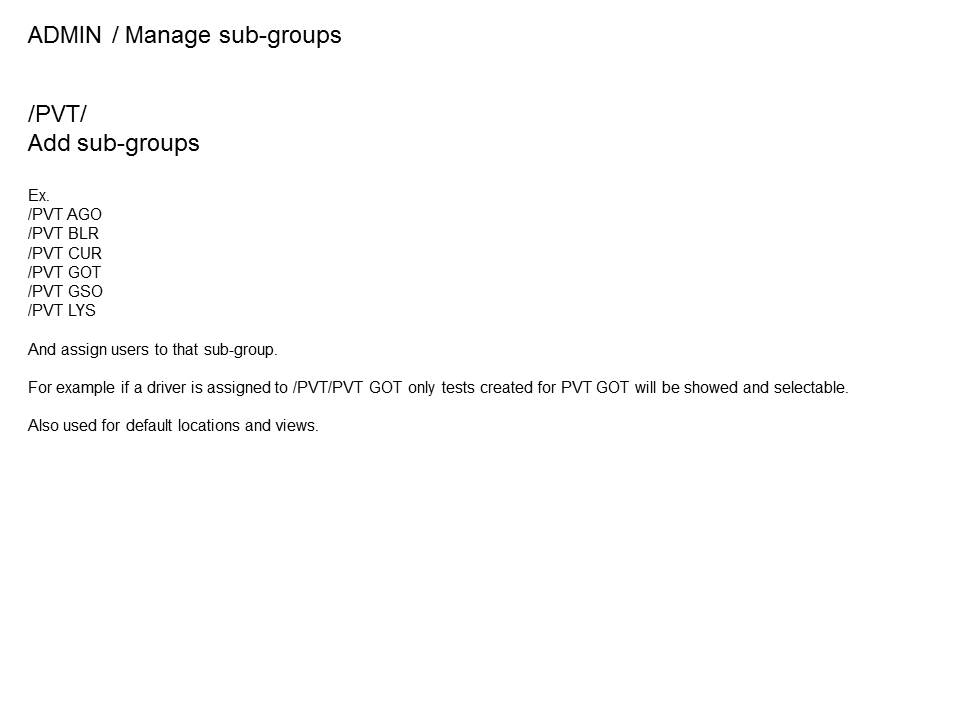 ADMIN / Manage sub-groups
/PVT/
Add sub-groups
Ex.
/PVT AGO
/PVT BLR
/PVT CUR
/PVT GOT
/PVT GSO
/PVT LYS
And assign users to that sub-group.
For example if a driver is assigned to /PVT/PVT GOT only tests created for PVT GOT will be showed and selectable.
Also used for default locations and views.